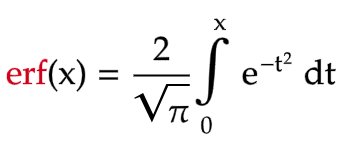 erf(x) = 2/√π ∫₀ˣ e^(-t²) dt